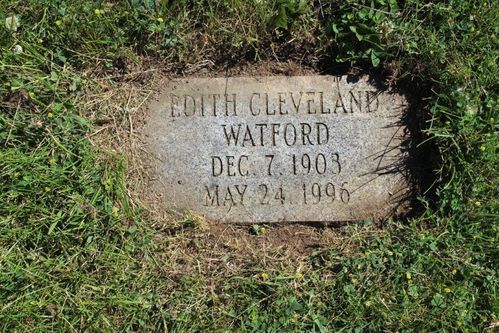 EDITH CLEVELAND
WATFORD
DEC. 7. 1903
MAY 24. 1996